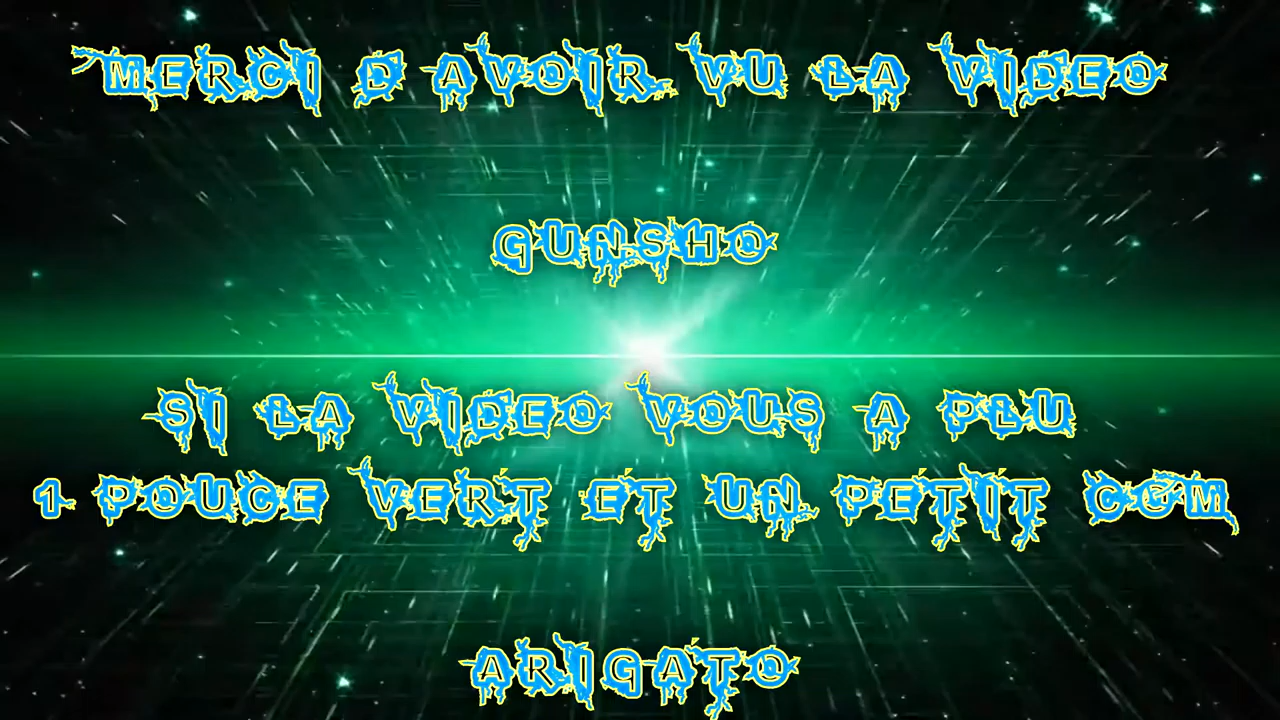 MERCI D AVOIR VU LA VIDEO
GUNSHO
SI LA VIDEO VOUS A PLU
1 POUCE VERT ET UN PETIT COM
ARIGATO